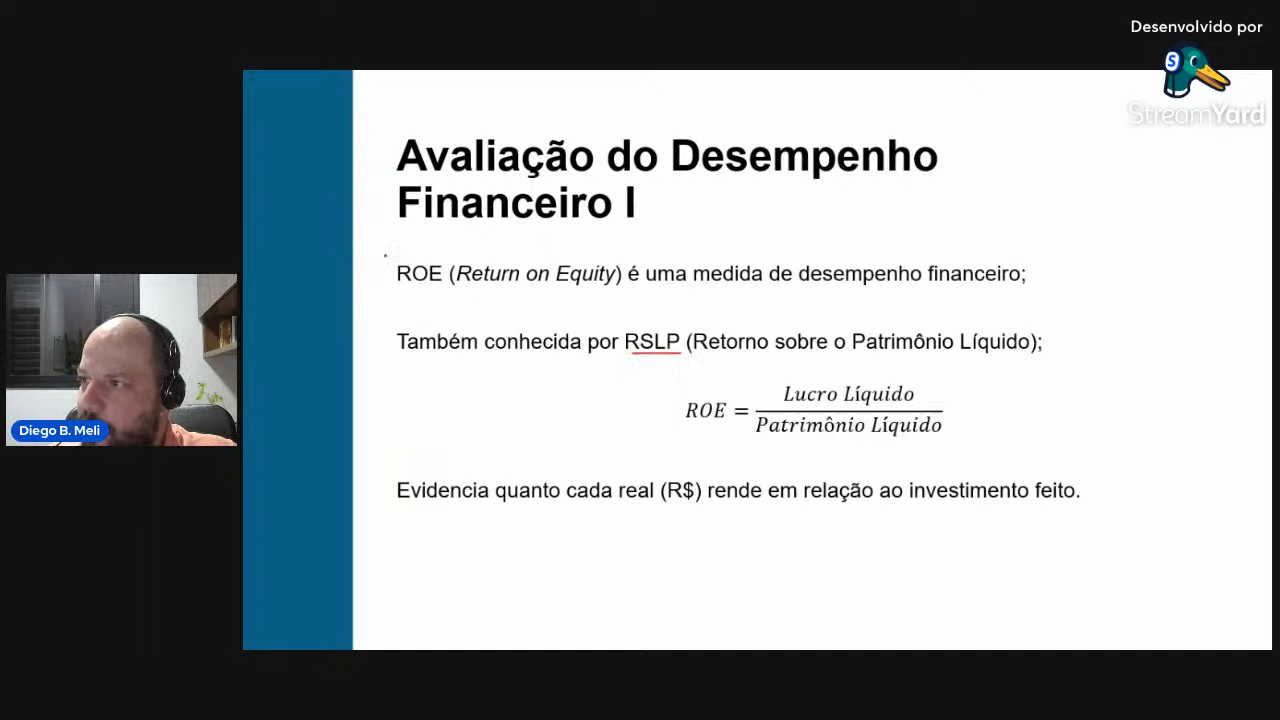 Desenvolvido por
StreamYard
Avaliação do Desempenho
Financeiro I
ROE (Return on Equity) é uma medida de desempenho financeiro;
Também conhecida por RSLP (Retorno sobre o Patrimônio Líquido);
ROE = Lucro Líquido
Patrimônio Líquido
Evidencia quanto cada real (R$) rende em relação ao investimento feito.
Diego B. Meli